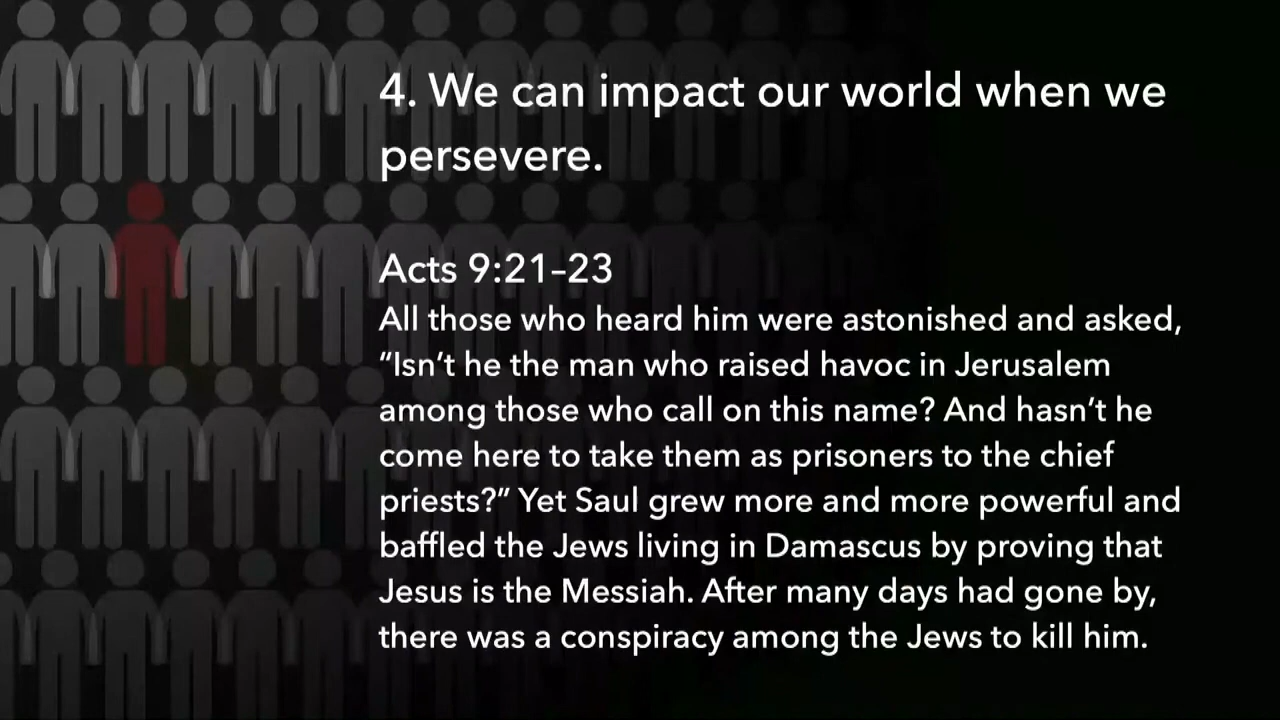 4. We can impact our world when we
persevere.
Acts 9:21–23
All those who heard him were astonished and asked,
“Isn’t he the man who raised havoc in Jerusalem
among those who call on this name? And hasn’t he
come here to take them as prisoners to the chief
priests?” Yet Saul grew more and more powerful and
baffled the Jews living in Damascus by proving that
Jesus is the Messiah. After many days had gone by,
there was a conspiracy among the Jews to kill him.